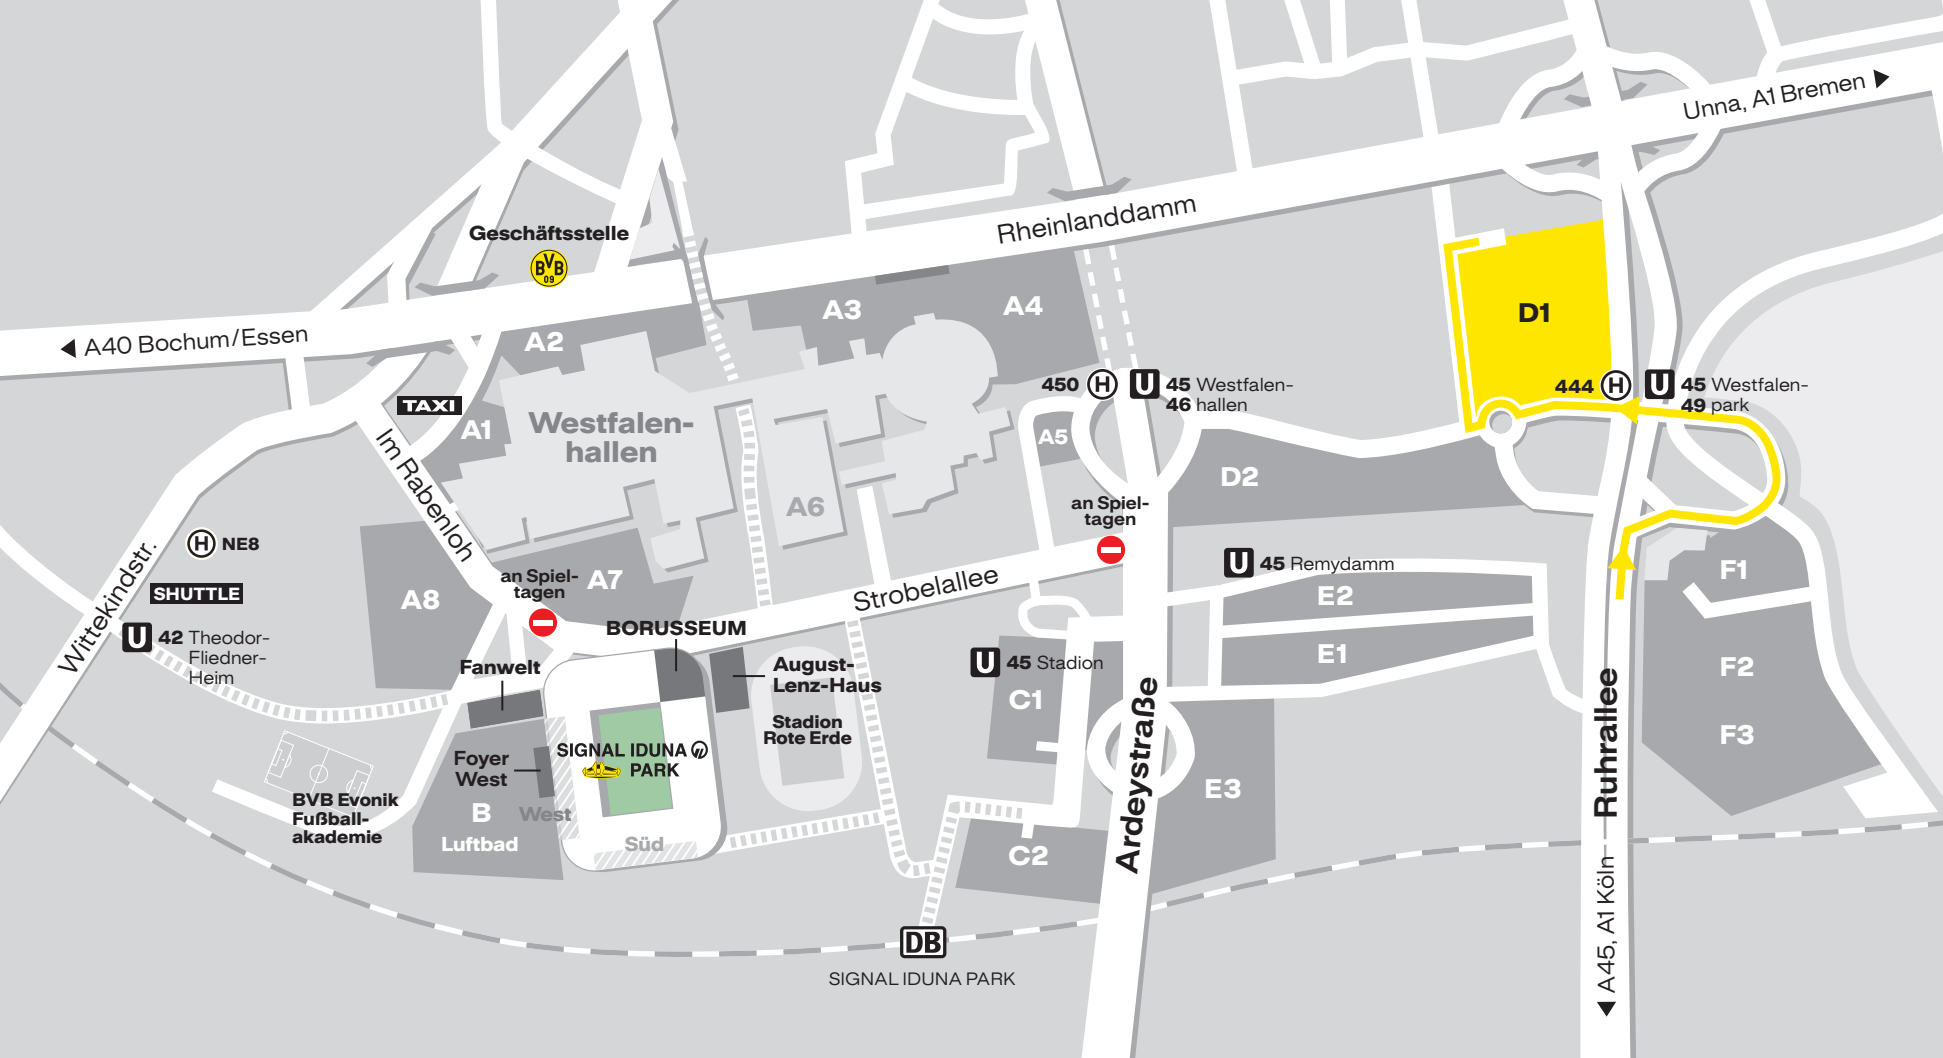 Unna, A1 Bremen
Rheinlanddamm
Geschäftsstelle
BVB
09
A40 Bochum/Essen
A2
A3
A4
D1
TAXI
A1
Westfalen-
hallen
Im Rabenloh
A5
A6
450 H
U 45 Westfalen-
46 hallen
444 H
U 45 Westfalen-
49 park
D2
an Spiel-
tagen
H NE8
SHUTTLE
Wittekindstr.
U 42 Theodor-
Fliedner-
Heim
A8
an Spiel-
tagen
A7
Strobelallee
U 45 Remydamm
E2
E1
F1
F2
F3
BORUSSEUM
Fanwelt
August-
Lenz-Haus
Stadion
Rote Erde
U 45 Stadion
C1
Ardeystraße
Ruhrallee
Foyer
West
SIGNAL IDUNA
PARK
BVB Evonik
Fußball-
akademie
B
Luftbad
West
Süd
E3
C2
A45, A1 Köln
DB
SIGNAL IDUNA PARK